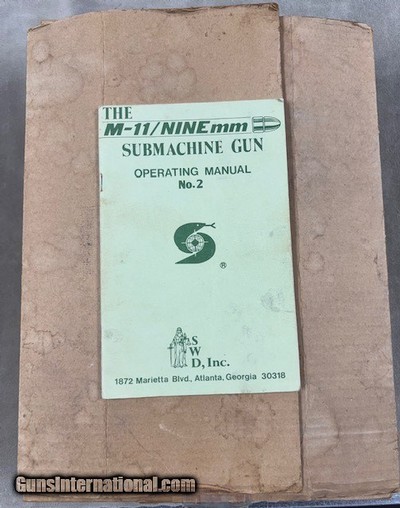 THE
M-11/NINEmm
SUBMACHINE GUN
OPERATING MANUAL
No.2
®
S
W
D, Inc.
1872 Marietta Blvd., Atlanta, Georgia 30318
GunsInternational.com